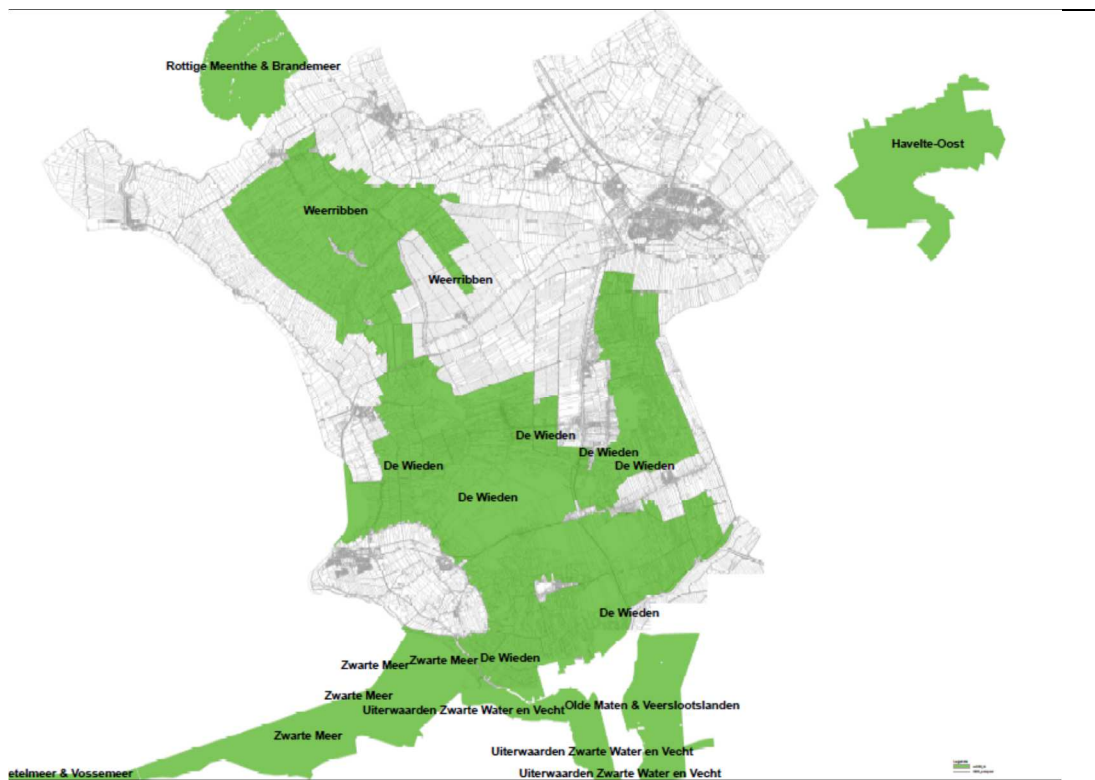 Rottige Meenthe & Brandemeer
Havelte-Oost
Weerribben
Weerribben
De Wieden
De Wieden
De Wieden
De Wieden
De Wieden
De Wieden
De Wieden
Zwarte Meer
Zwarte Meer
Zwarte Meer
Uiterwaarden Zwarte Water en Vecht
Olde Maten & Veerslootslanden
Zwarte Meer
Uiterwaarden Zwarte Water en Vecht
etelmeer & Vossemeer
Uiterwaarden Zwarte Water en Vecht